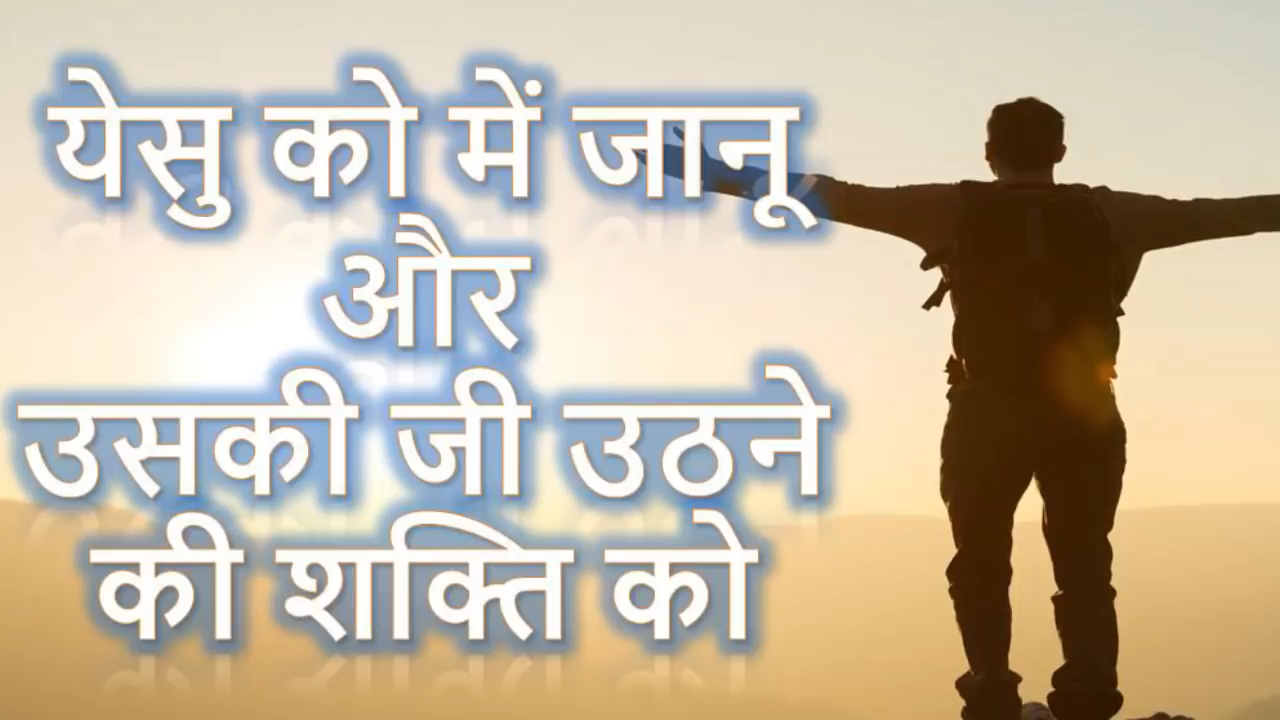 येसु को में जानू
और
उसकी जी उठने
की शक्ति को